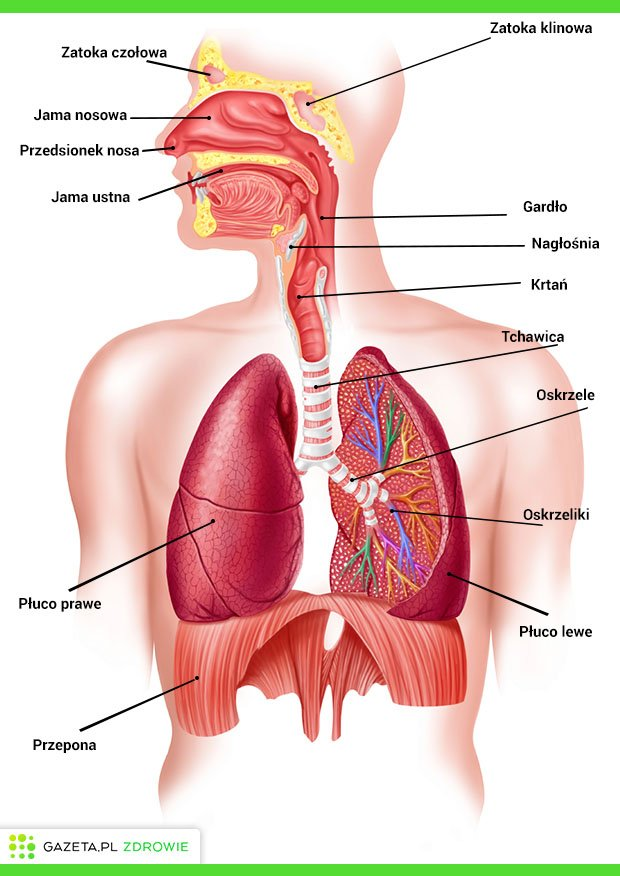 Zatoka klinowa
Zatoka czołowa
Jama nosowa
Przedsionek nosa
Jama ustna
Gardło
Nagłośnia
Krtań
Tchawica
Oskrzele
Oskrzeliki
Płuco prawe
Płuco lewe
Przepona
GAZETA.PL ZDROWIE